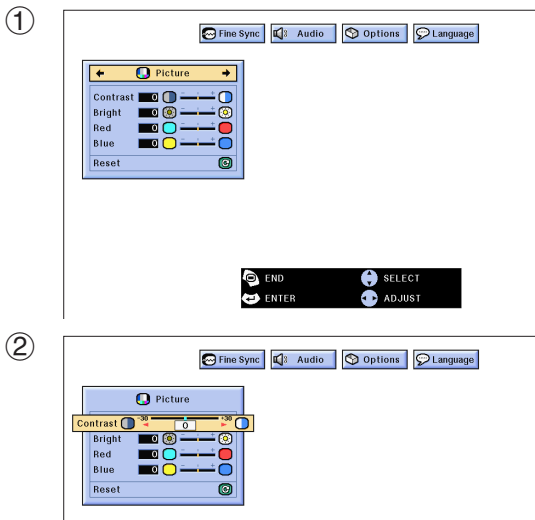 ①
Fine Sync Audio Options Language
Picture
Contrast 0 - +
Bright 0 - +
Red 0 - +
Blue 0 - +
Reset
END SELECT
ENTER ADJUST
②
Fine Sync Audio Options Language
Picture
Contrast -30 0 +30
Bright 0 - +
Red 0 - +
Blue 0 - +
Reset